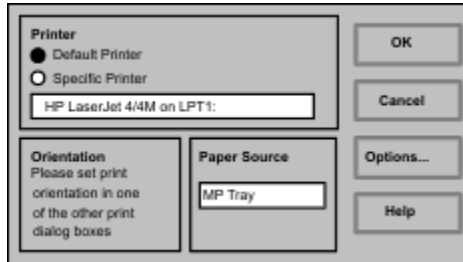 Printer
Default Printer
Specific Printer
HP LaserJet 4/4M on LPT1:
OK
Cancel
Orientation
Please set print
orientation in one
of the other print
dialog boxes
Paper Source
MP Tray
Options...
Help